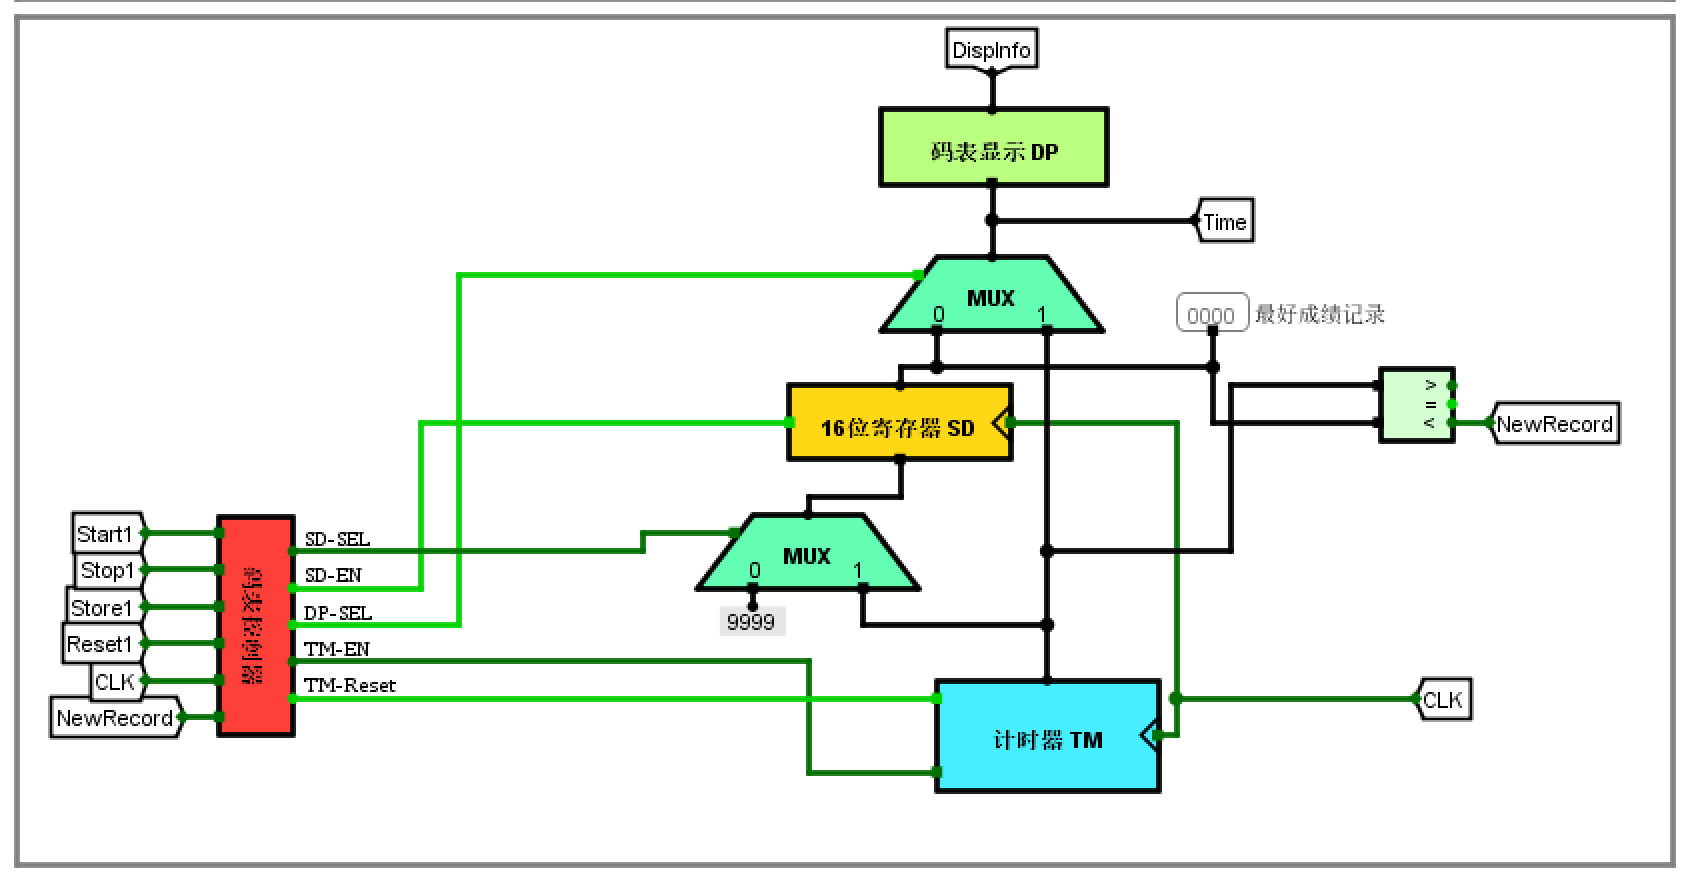 DispInfo
码表显示 DP
Time
MUX
0 1
0000 最好成绩记录
>
=
<
NewRecord
16位寄存器 SD
Start1
Stop1
Store1
Reset1
CLK
NewRecord
码表控制器
SD-SEL
SD-EN
DP-SEL
TM-EN
TM-Reset
MUX
0 1
9999
计时器 TM
CLK